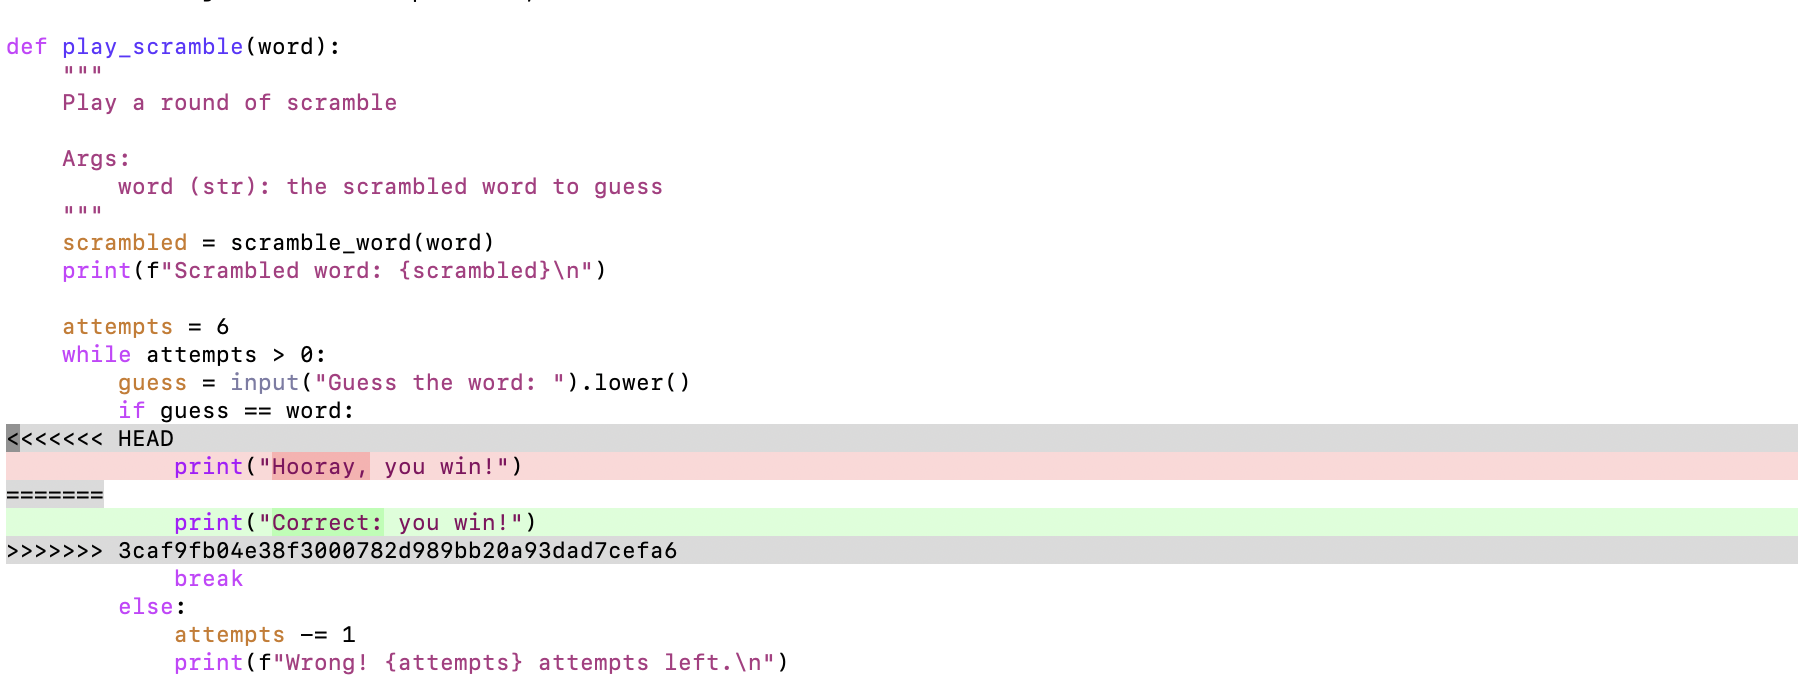 def play_scramble(word):
    """
    Play a round of scramble

    Args:
        word (str): the scrambled word to guess
    """
    scrambled = scramble_word(word)
    print(f"Scrambled word: {scrambled}\n")

    attempts = 6
    while attempts > 0:
        guess = input("Guess the word: ").lower()
        if guess == word:
<<<<<<< HEAD
            print("Hooray, you win!")
=======
            print("Correct: you win!")
>>>>>>> 3caf9fb04e38f3000782d989bb20a93dad7cefa6
            break
        else:
            attempts -= 1
            print(f"Wrong! {attempts} attempts left.\n")